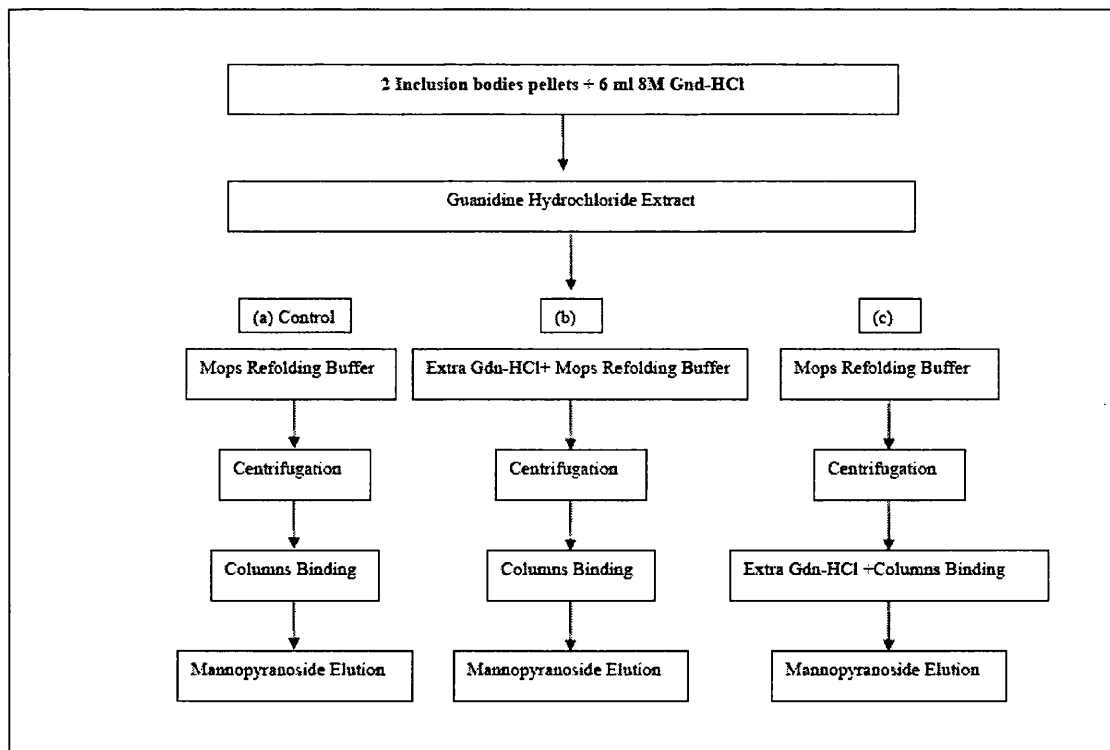 2 Inclusion bodies pellets + 6 ml 8M Gnd-HCl
Guanidine Hydrochloride Extract
(a) Control
(b)
(c)
Mops Refolding Buffer
Extra Gdn-HCl+ Mops Refolding Buffer
Mops Refolding Buffer
Centrifugation
Centrifugation
Centrifugation
Columns Binding
Columns Binding
Extra Gdn-HCl +Columns Binding
Mannopyranoside Elution
Mannopyranoside Elution
Mannopyranoside Elution